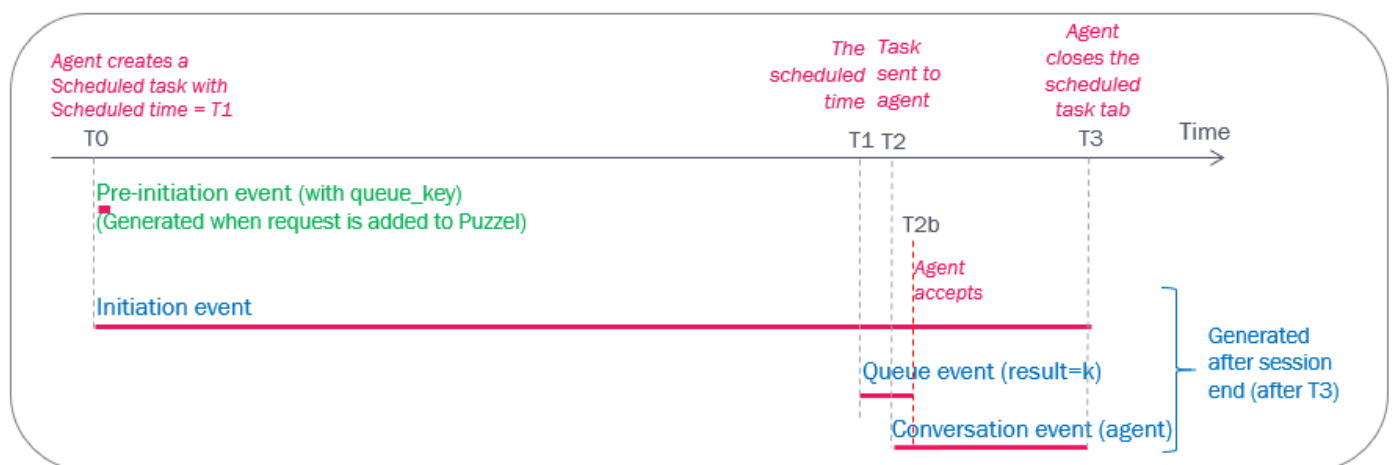 Agent creates a
Scheduled task with
Scheduled time = T1
The
scheduled
time
Task
sent to
agent
Agent
closes the
scheduled
task tab
T0
T1
T2
T3
Time
Pre-initiation event (with queue_key)
(Generated when request is added to Puzzel)
T2b
Agent
accepts
Initiation event
Generated
after session
end (after T3)
Queue event (result=k)
Conversation event (agent)